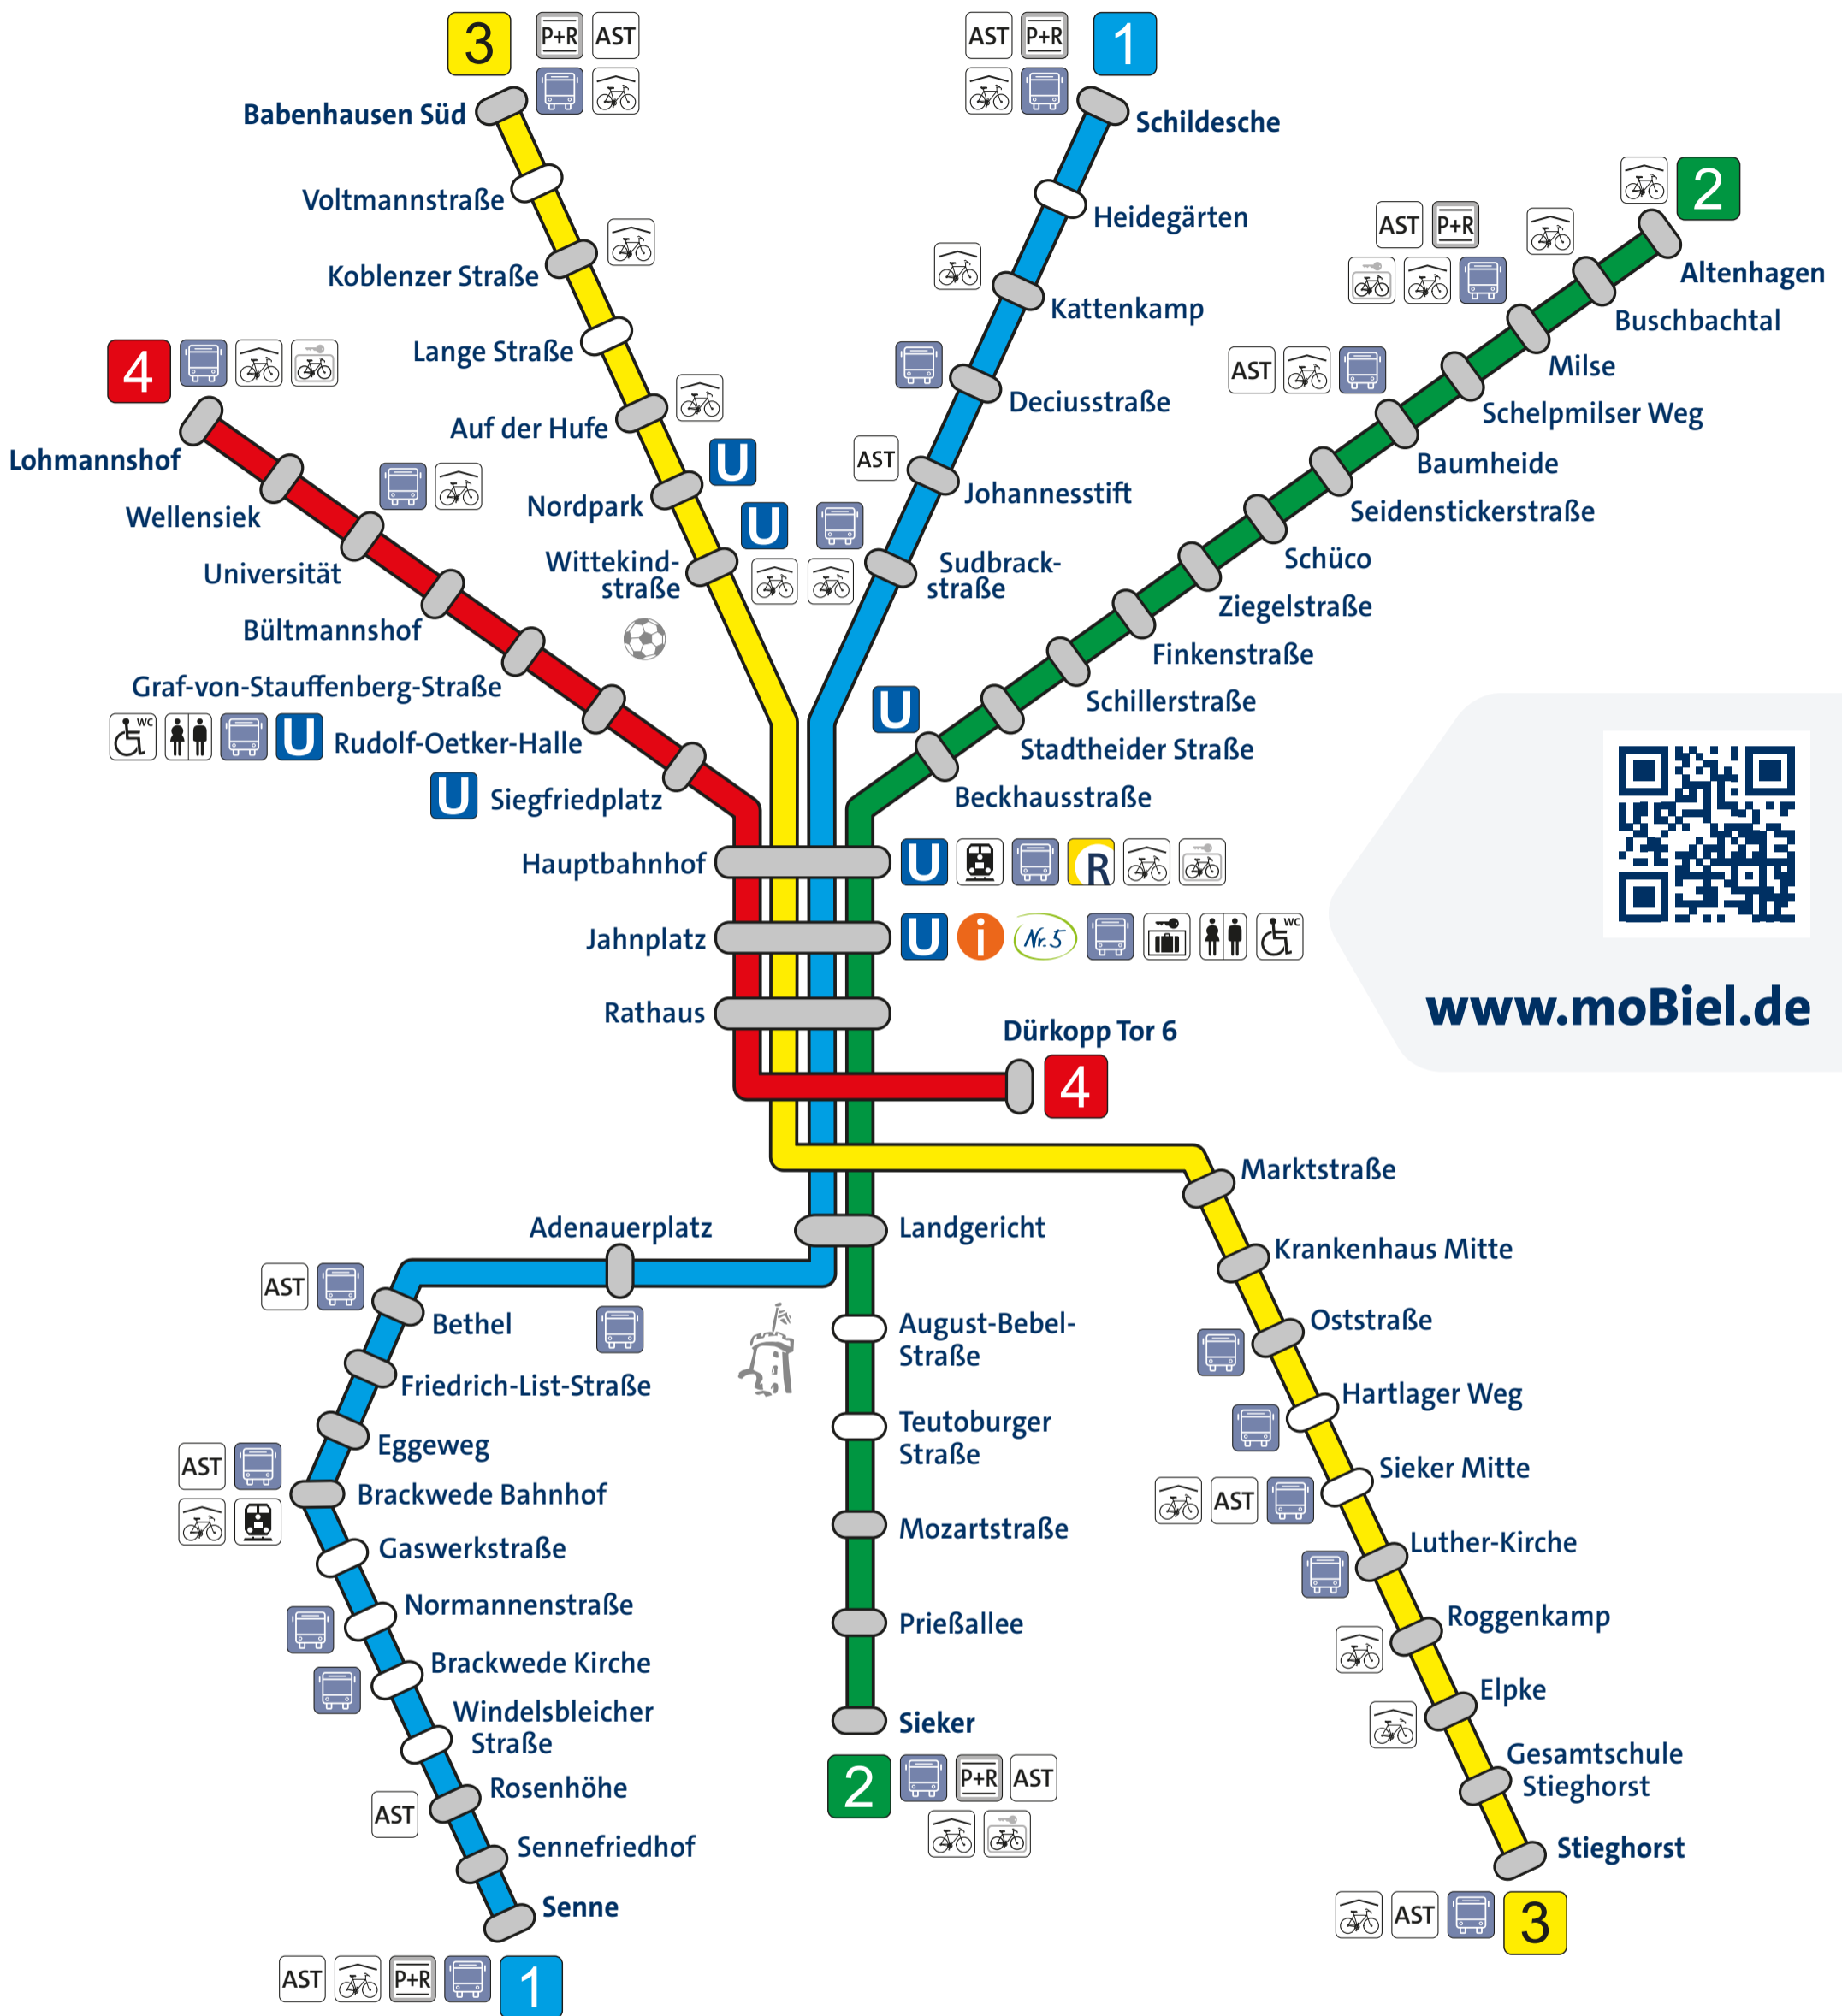 3
P+R
AST
AST
P+R
1
Babenhausen Süd
Schildesche
Voltmannstraße
Heidegärten
2
AST
P+R
Koblenzer Straße
Kattenkamp
Altenhagen
Buschbachtal
4
Lange Straße
AST
Milse
Auf der Hufe
Deciusstraße
Schelpmilser Weg
Lohmannshof
U
AST
Baumheide
Wellensiek
Nordpark
Johannesstift
Seidenstickerstraße
U
Universität
Wittekind-
straße
Sudbrack-
straße
Schüco
Ziegelstraße
Bültmannshof
Finkenstraße
Graf-von-Stauffenberg-Straße
U
Schillerstraße
WC
U
Rudolf-Oetker-Halle
Stadtheider Straße
U
Siegfriedplatz
Beckhausstraße
Hauptbahnhof
U
R
Jahnplatz
U
i
Nr. 5
WC
Rathaus
www.moBiel.de
Dürkopp Tor 6
4
Marktstraße
Adenauerplatz
Landgericht
Krankenhaus Mitte
AST
Bethel
August-Bebel-
Straße
Oststraße
Friedrich-List-Straße
Hartlager Weg
Eggeweg
Teutoburger
Straße
AST
Sieker Mitte
Brackwede Bahnhof
AST
Gaswerkstraße
Mozartstraße
Luther-Kirche
Normannenstraße
Prießallee
Roggenkamp
Brackwede Kirche
Elpke
Windelsbleicher
Straße
Sieker
Gesamtschule
Stieghorst
Rosenhöhe
2
P+R
AST
AST
Sennefriedhof
Stieghorst
Senne
AST
3
AST
P+R
1